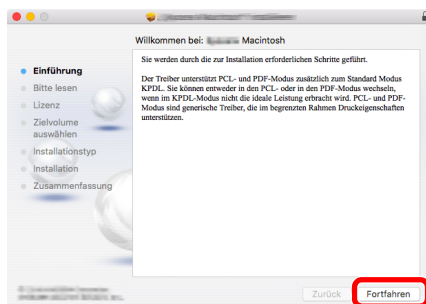 Willkommen bei: Macintosh
Einführung
Bitte lesen
Lizenz
Zielvolume
auswählen
Installationstyp
Installation
Zusammenfassung
Sie werden durch die zur Installation erforderlichen Schritte geführt.
Der Treiber unterstützt PCL- und PDF-Modus zusätzlich zum Standard Modus
KPDL. Sie können entweder in den PCL- oder in den PDF-Modus wechseln,
wenn im KPDL-Modus nicht die ideale Leistung erbracht wird. PCL- und PDF-
Modus sind generische Treiber, die im begrenzten Rahmen Druckeigenschaften
unterstützen.
Zurück
Fortfahren